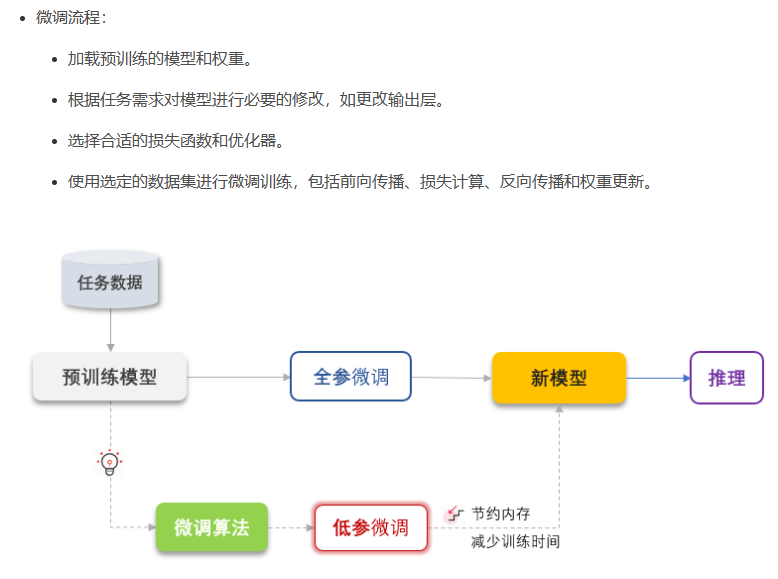 微调流程：
加载预训练的模型和权重。
根据任务需求对模型进行必要的修改，如更改输出层。
选择合适的损失函数和优化器。
使用选定的数据集进行微调训练，包括前向传播、损失计算、反向传播和权重更新。
任务数据
预训练模型
全参微调
新模型
推理
微调算法
低参微调
节约内存
减少训练时间